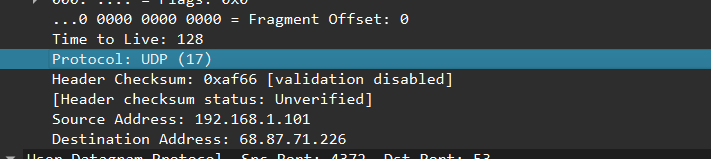 000. .... = Flags: 0x0
...0 0000 0000 0000 = Fragment Offset: 0
Time to Live: 128
Protocol: UDP (17)
Header Checksum: 0xaf66 [validation disabled]
[Header checksum status: Unverified]
Source Address: 192.168.1.101
Destination Address: 68.87.71.226
User Datagram Protocol, Src Port: 4372, Dst Port: 53